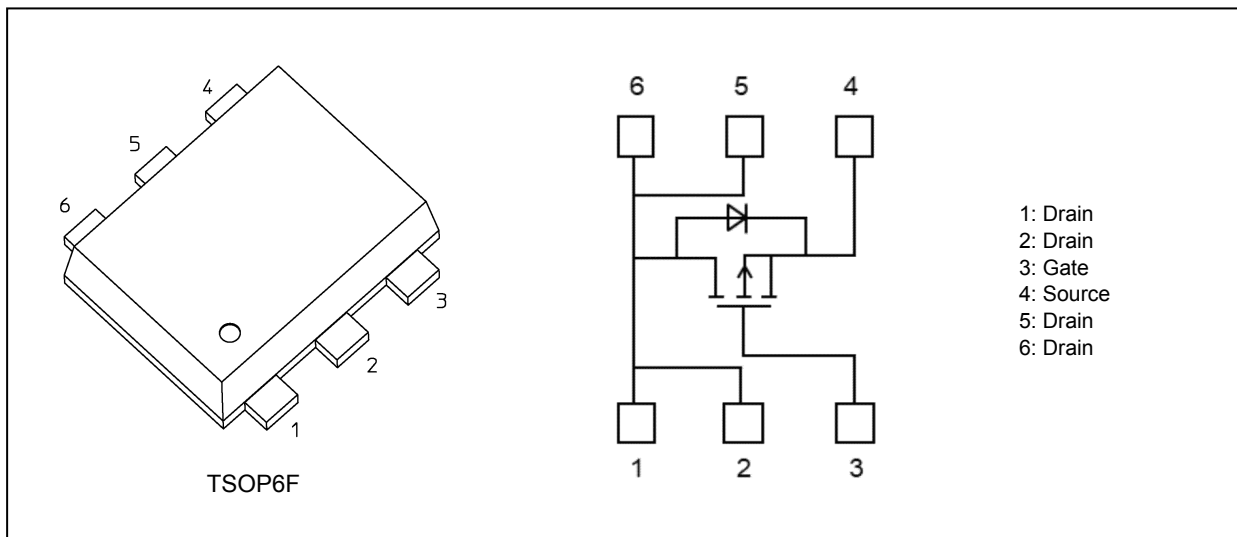 4
5
6
3
2
1
TSOP6F
6 5 4
1 2 3
1: Drain
2: Drain
3: Gate
4: Source
5: Drain
6: Drain